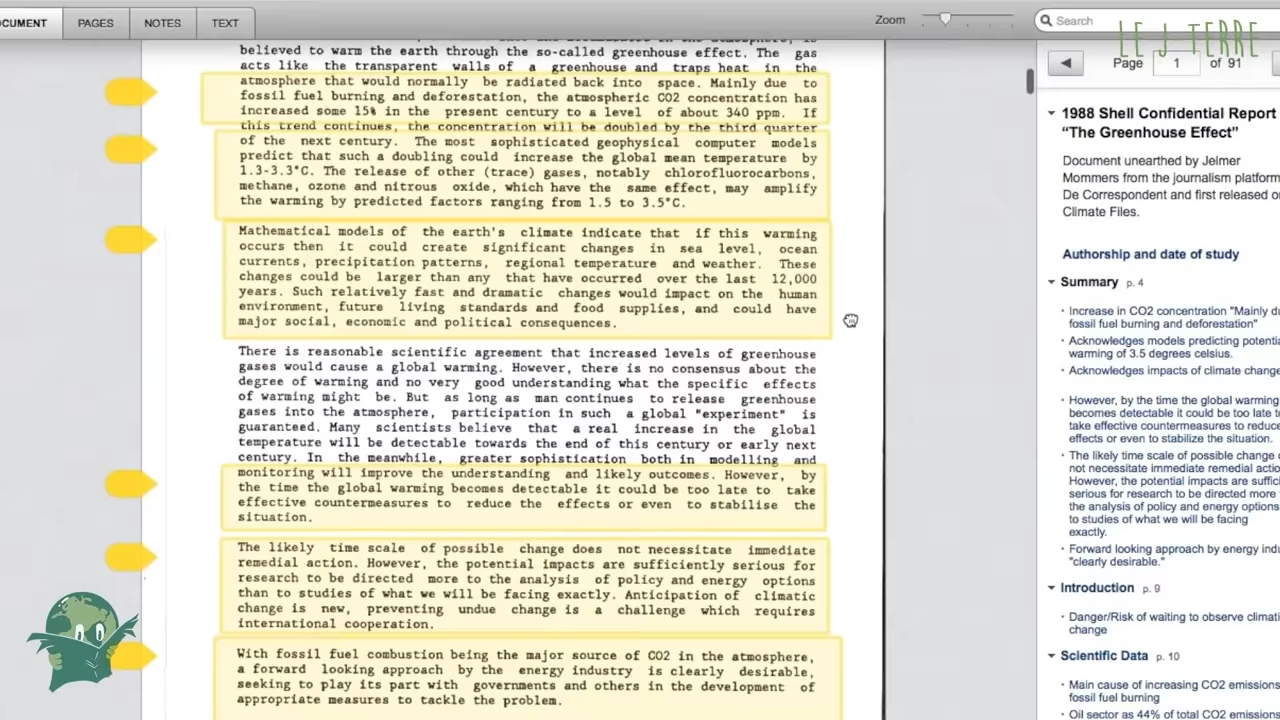 DOCUMENT
PAGES
NOTES
TEXT
Zoom
Search
LE J TERRE
Page 1 of 91
believed to warm the earth through the so-called greenhouse effect. The gas
acts like the transparent walls of a greenhouse and traps heat in the
atmosphere that would normally be radiated back into space. Mainly due to
fossil fuel burning and deforestation, the atmospheric CO2 concentration has
increased some 15% in the present century to a level of about 340 ppm. If
this trend continues, the concentration will be doubled by the third quarter
of the next century. The most sophisticated geophysical computer models
predict that such a doubling could increase the global mean temperature by
1.3-3.3°C. The release of other (trace) gases, notably chlorofluorocarbons,
methane, ozone and nitrous oxide, which have the same effect, may amplify
the warming by predicted factors ranging from 1.5 to 3.5°C.
Mathematical models of the earth's climate indicate that if this warming
occurs then it could create significant changes in sea level, ocean
currents, precipitation patterns, regional temperature and weather. These
changes could be larger than any that have occurred over the last 12,000
years. Such relatively fast and dramatic changes would impact on the human
environment, future living standards and food supplies, and could have
major social, economic and political consequences.
There is reasonable scientific agreement that increased levels of greenhouse
gases would cause a global warming. However, there is no consensus about the
degree of warming and no very good understanding what the specific effects
of warming might be. But as long as man continues to release greenhouse
gases into the atmosphere, participation in such a global "experiment" is
guaranteed. Many scientists believe that a real increase in the global
temperature will be detectable towards the end of this century or early next
century. In the meanwhile, greater sophistication both in modelling and
monitoring will improve the understanding and likely outcomes. However, by
the time the global warming becomes detectable it could be too late to take
effective countermeasures to reduce the effects or even to stabilise the
situation.
The likely time scale of possible change does not necessitate immediate
remedial action. However, the potential impacts are sufficiently serious for
research to be directed more to the analysis of policy and energy options
than to studies of what we will be facing exactly. Anticipation of climatic
change is new, preventing undue change is a challenge which requires
international cooperation.
With fossil fuel combustion being the major source of CO2 in the atmosphere,
a forward looking approach by the energy industry is clearly desirable,
seeking to play its part with governments and others in the development of
appropriate measures to tackle the problem.
1988 Shell Confidential Report
“The Greenhouse Effect”
Document unearthed by Jelmer
Mommers from the journalism platform
De Correspondent and first released on
Climate Files.
Authorship and date of study
Summary p. 4
Increase in CO2 concentration "Mainly du
fossil fuel burning and deforestation"
Acknowledges models predicting potentia
warming of 3.5 degrees celsius.
Acknowledges impacts of climate change
However, by the time the global warming
becomes detectable it could be too late to
take effective countermeasures to reduce
effects or even to stabilize the situation.
The likely time scale of possible change d
not necessitate immediate remedial actio
However, the potential impacts are suffici
serious for research to be directed more t
the analysis of policy and energy options
to studies of what we will be facing
exactly.
Forward looking approach by energy indu
"clearly desirable."
Introduction p. 9
Danger/Risk of waiting to observe climati
change
Scientific Data p. 10
Main cause of increasing CO2 emissions
fossil fuel burning
Oil sector as 44% of total CO2 emissions